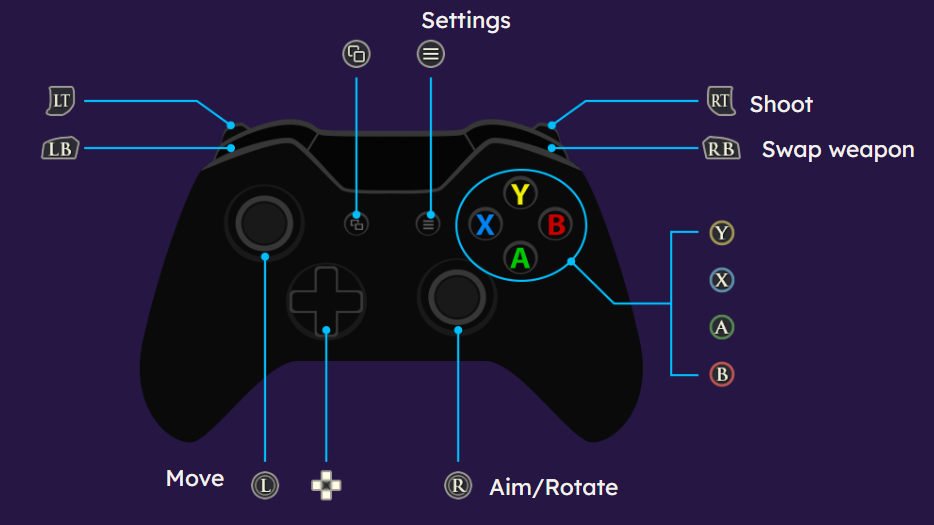 Settings
LT
RT Shoot
LB
RB Swap weapon
Y
X
B
A
Y
X
A
B
Move
L
R
Aim/Rotate